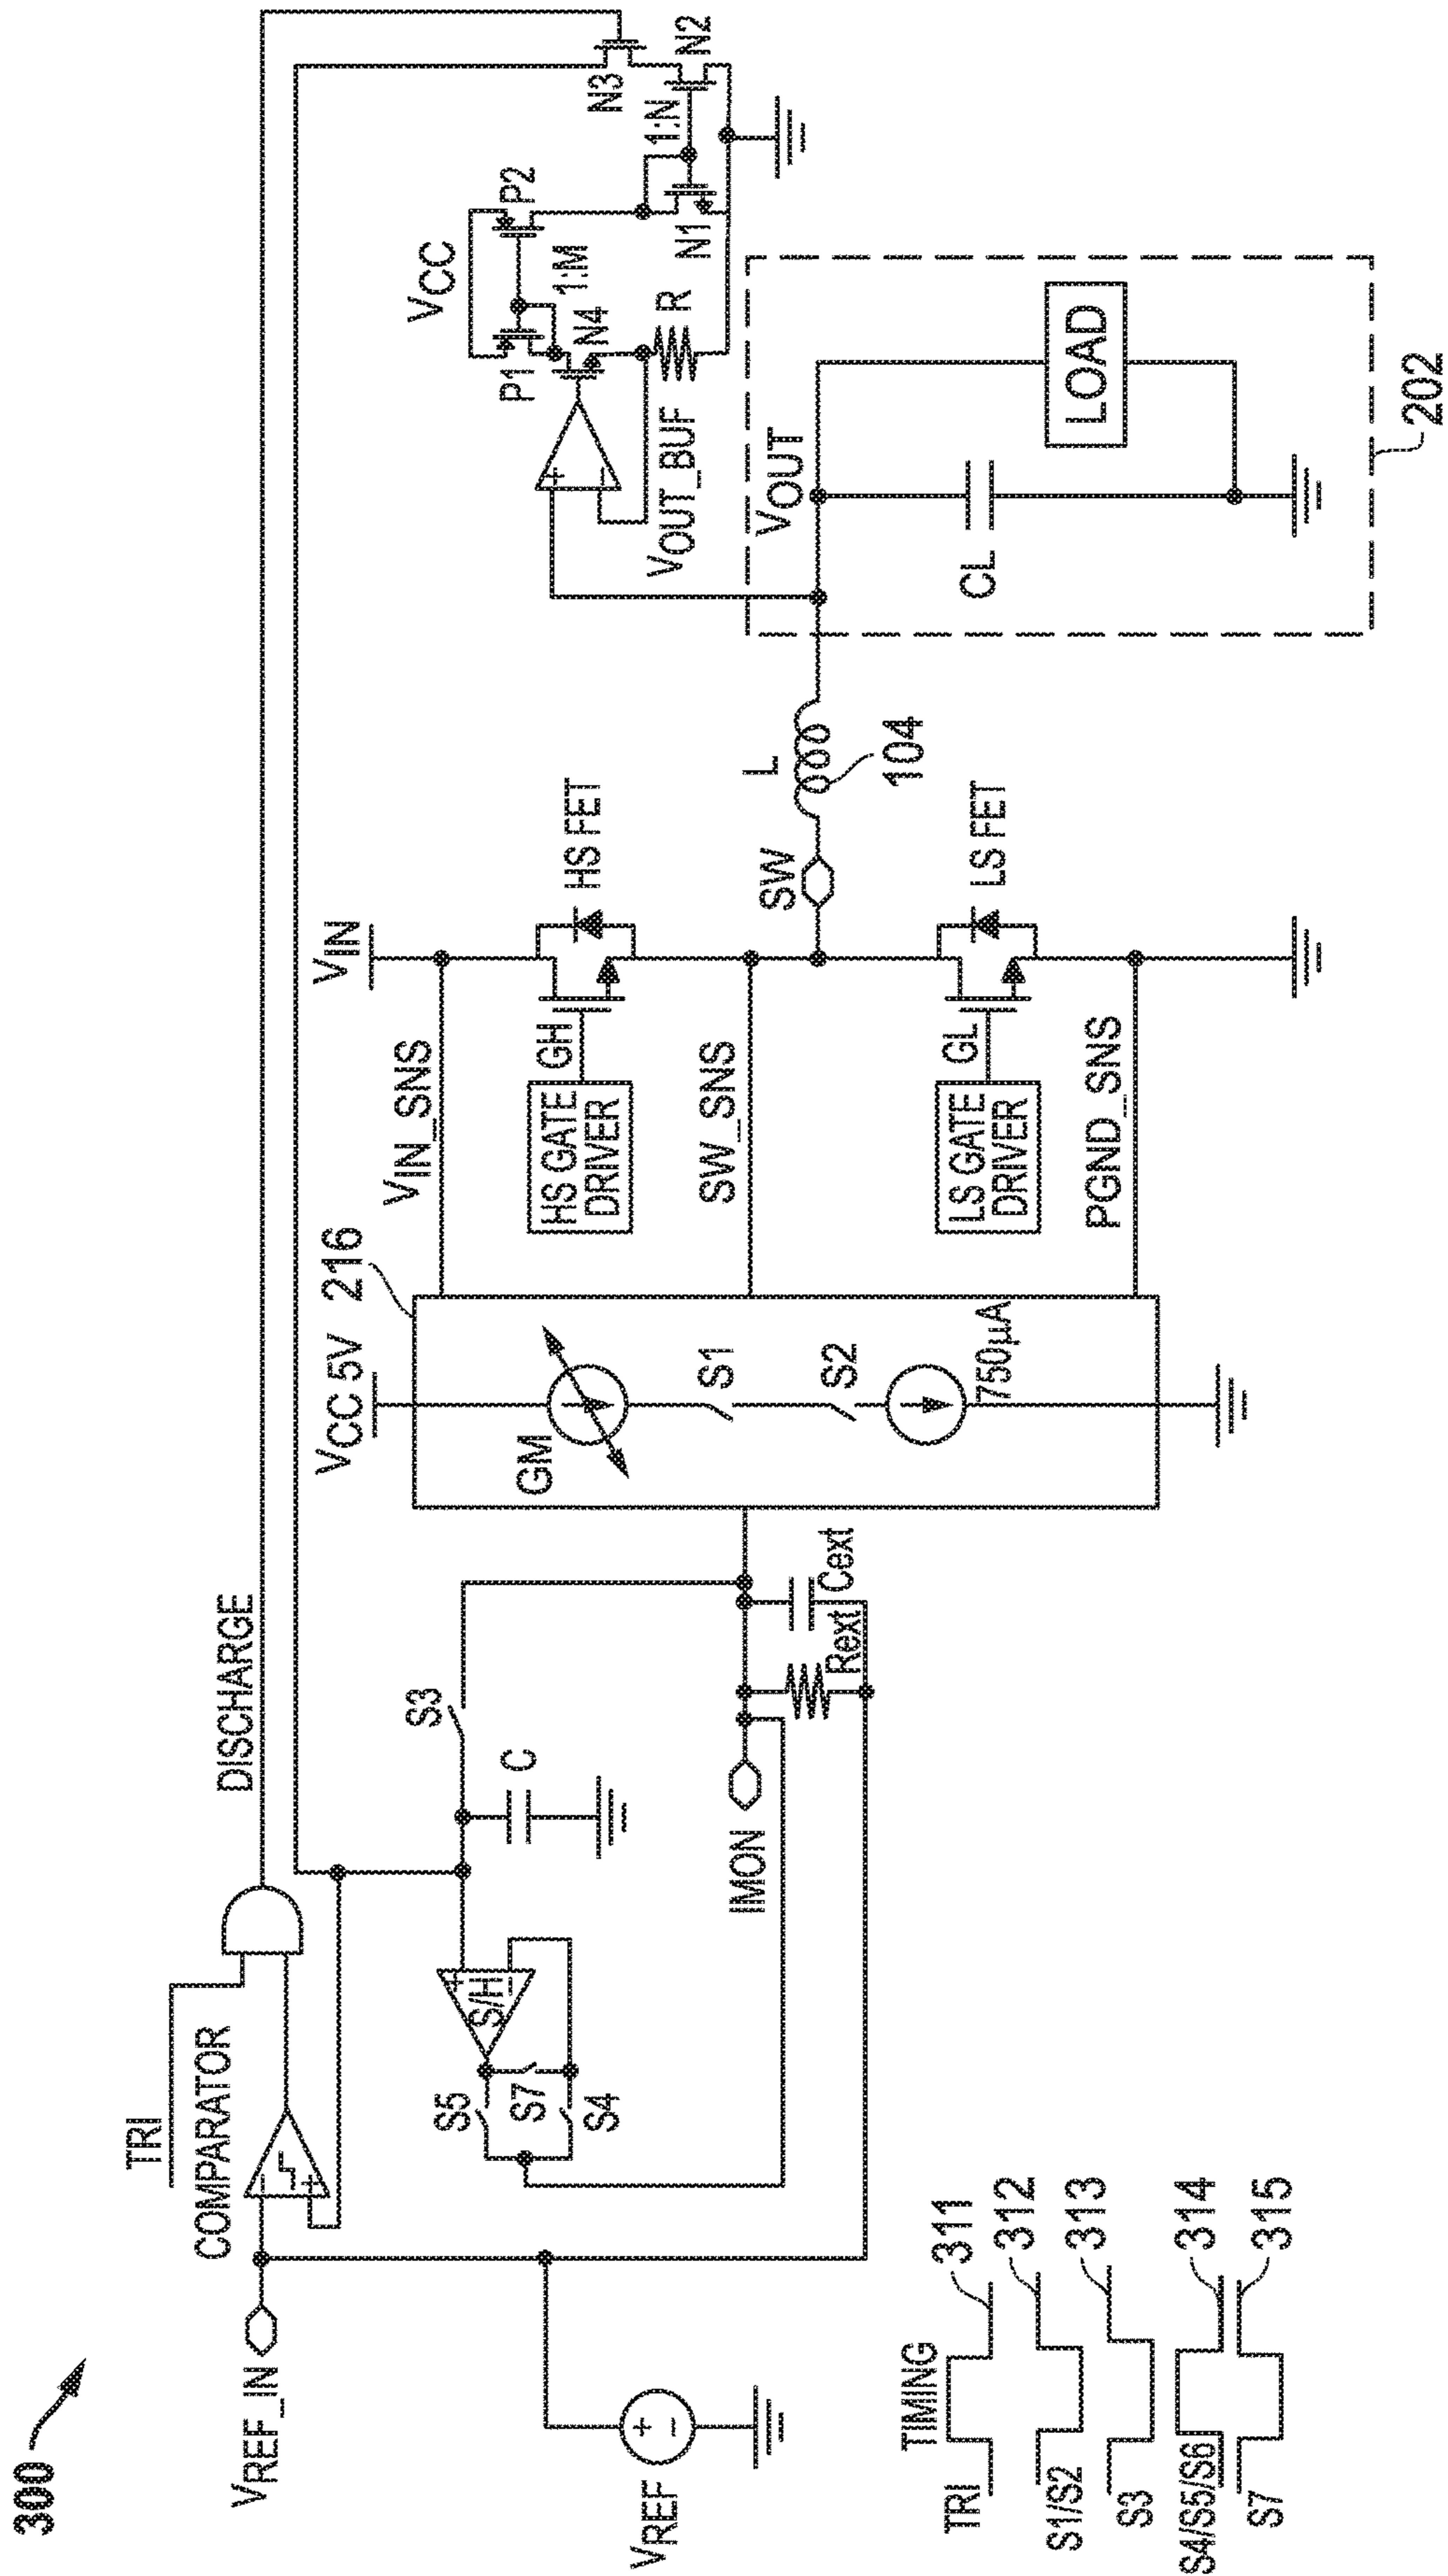 300
TRI
COMPARATOR
DISCHARGE
VREF_IN
VREF
S3
C
S/H
+
−
S5
S7
S4
IMON
Rext
Cext
VCC 5V
216
GM
S1
S2
750µA
VIN
VIN_SNS
HS GATE
DRIVER
GH
HS FET
SW_SNS
SW
L
104
LS GATE
DRIVER
GL
LS FET
PGND_SNS
VCC
P1
P2
1:M
N4
R
VOUT_BUF
+
−
N1
1:N
N2
N3
VOUT
CL
LOAD
202
TIMING
TRI
311
S1/S2
312
S3
313
S4/S5/S6
314
S7
315